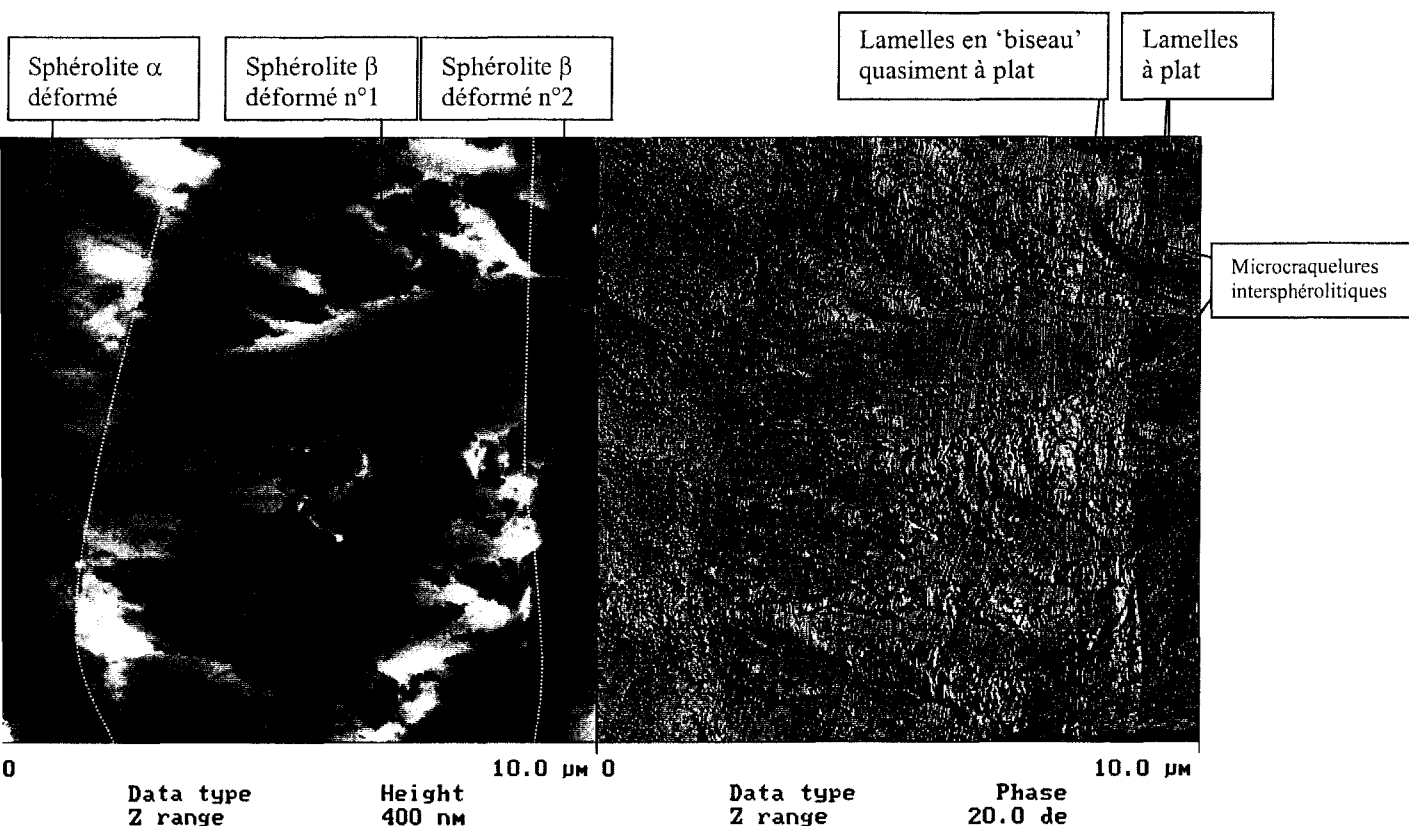 Sphérolite α
déformé
Sphérolite β
déformé n°1
Sphérolite β
déformé n°2
Lamelles en ‘biseau’
quasiment à plat
Lamelles
à plat
Microcraquelures
intersphérolitiques
0 10.0 µM 0 10.0 µM
Data type Height Data type Phase
Z range 400 nM Z range 20.0 de